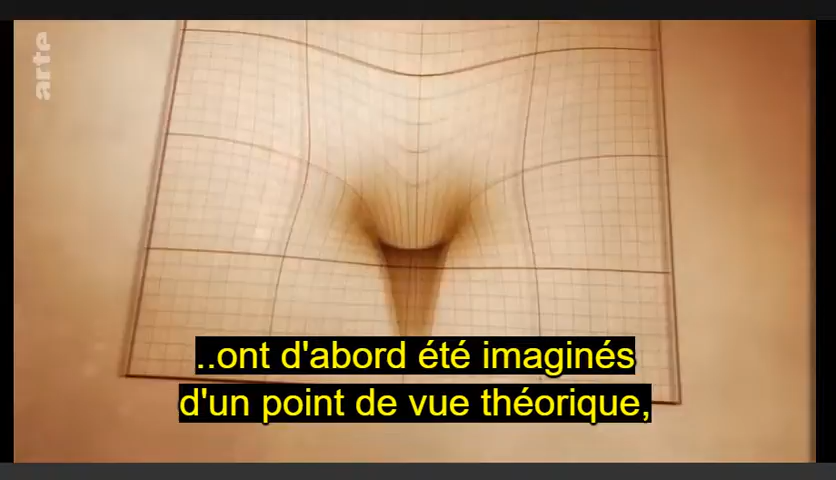 arte
..ont d'abord été imaginés
d'un point de vue théorique,